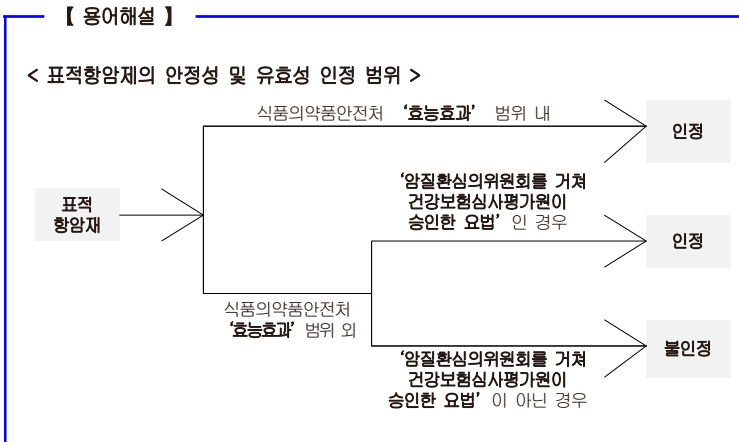 【 용어해설 】
< 표적항암제의 안정성 및 유효성 인정 범위 >
식품의약품안전처 ‘효능효과’ 범위 내
인정
표적
항암재
‘암질환심의위원회를 거쳐
건강보험심사평가원이
승인한 요법’ 인 경우
인정
식품의약품안전처
‘효능효과’ 범위 외
불인정
‘암질환심의위원회를 거쳐
건강보험심사평가원이
승인한 요법’ 이 아닌 경우